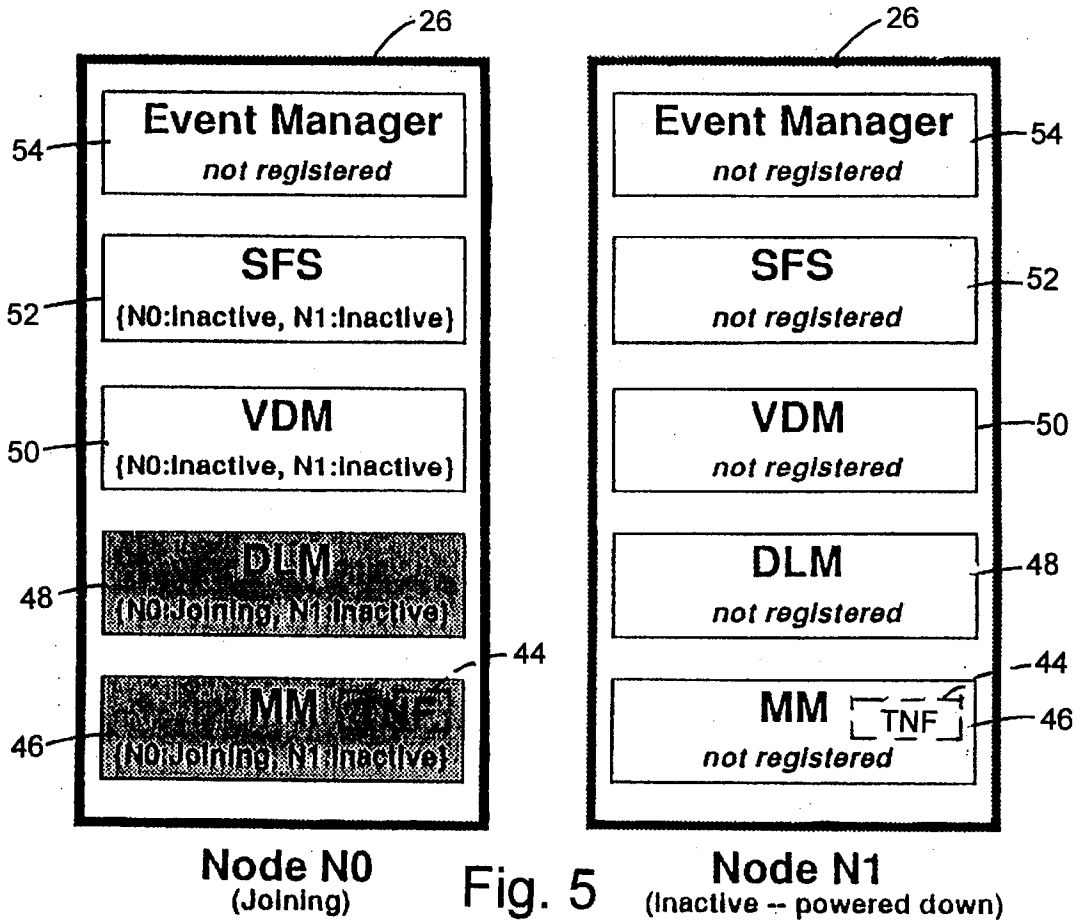 26
Event Manager
not registered
54
SFS
{N0:Inactive, N1:Inactive}
52
VDM
{N0:Inactive, N1:Inactive}
50
DLM
{N0:Joining, N1:Inactive}
48
44
MM TNF
{N0:Joining, N1:Inactive}
46
Node N0
(Joining)
26
Event Manager
not registered
54
SFS
not registered
52
VDM
not registered
50
DLM
not registered
48
44
MM TNF
not registered
46
Node N1
(Inactive -- powered down)
Fig. 5